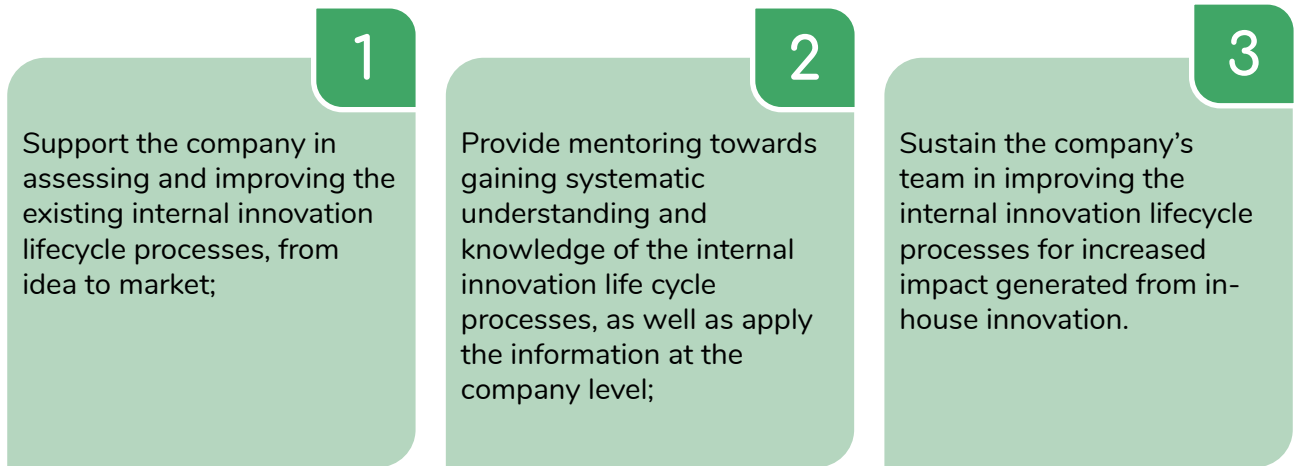 1
Support the company in
assessing and improving the
existing internal innovation
lifecycle processes, from
idea to market;
2
Provide mentoring towards
gaining systematic
understanding and
knowledge of the internal
innovation life cycle
processes, as well as apply
the information at the
company level;
3
Sustain the company’s
team in improving the
internal innovation lifecycle
processes for increased
impact generated from in-
house innovation.